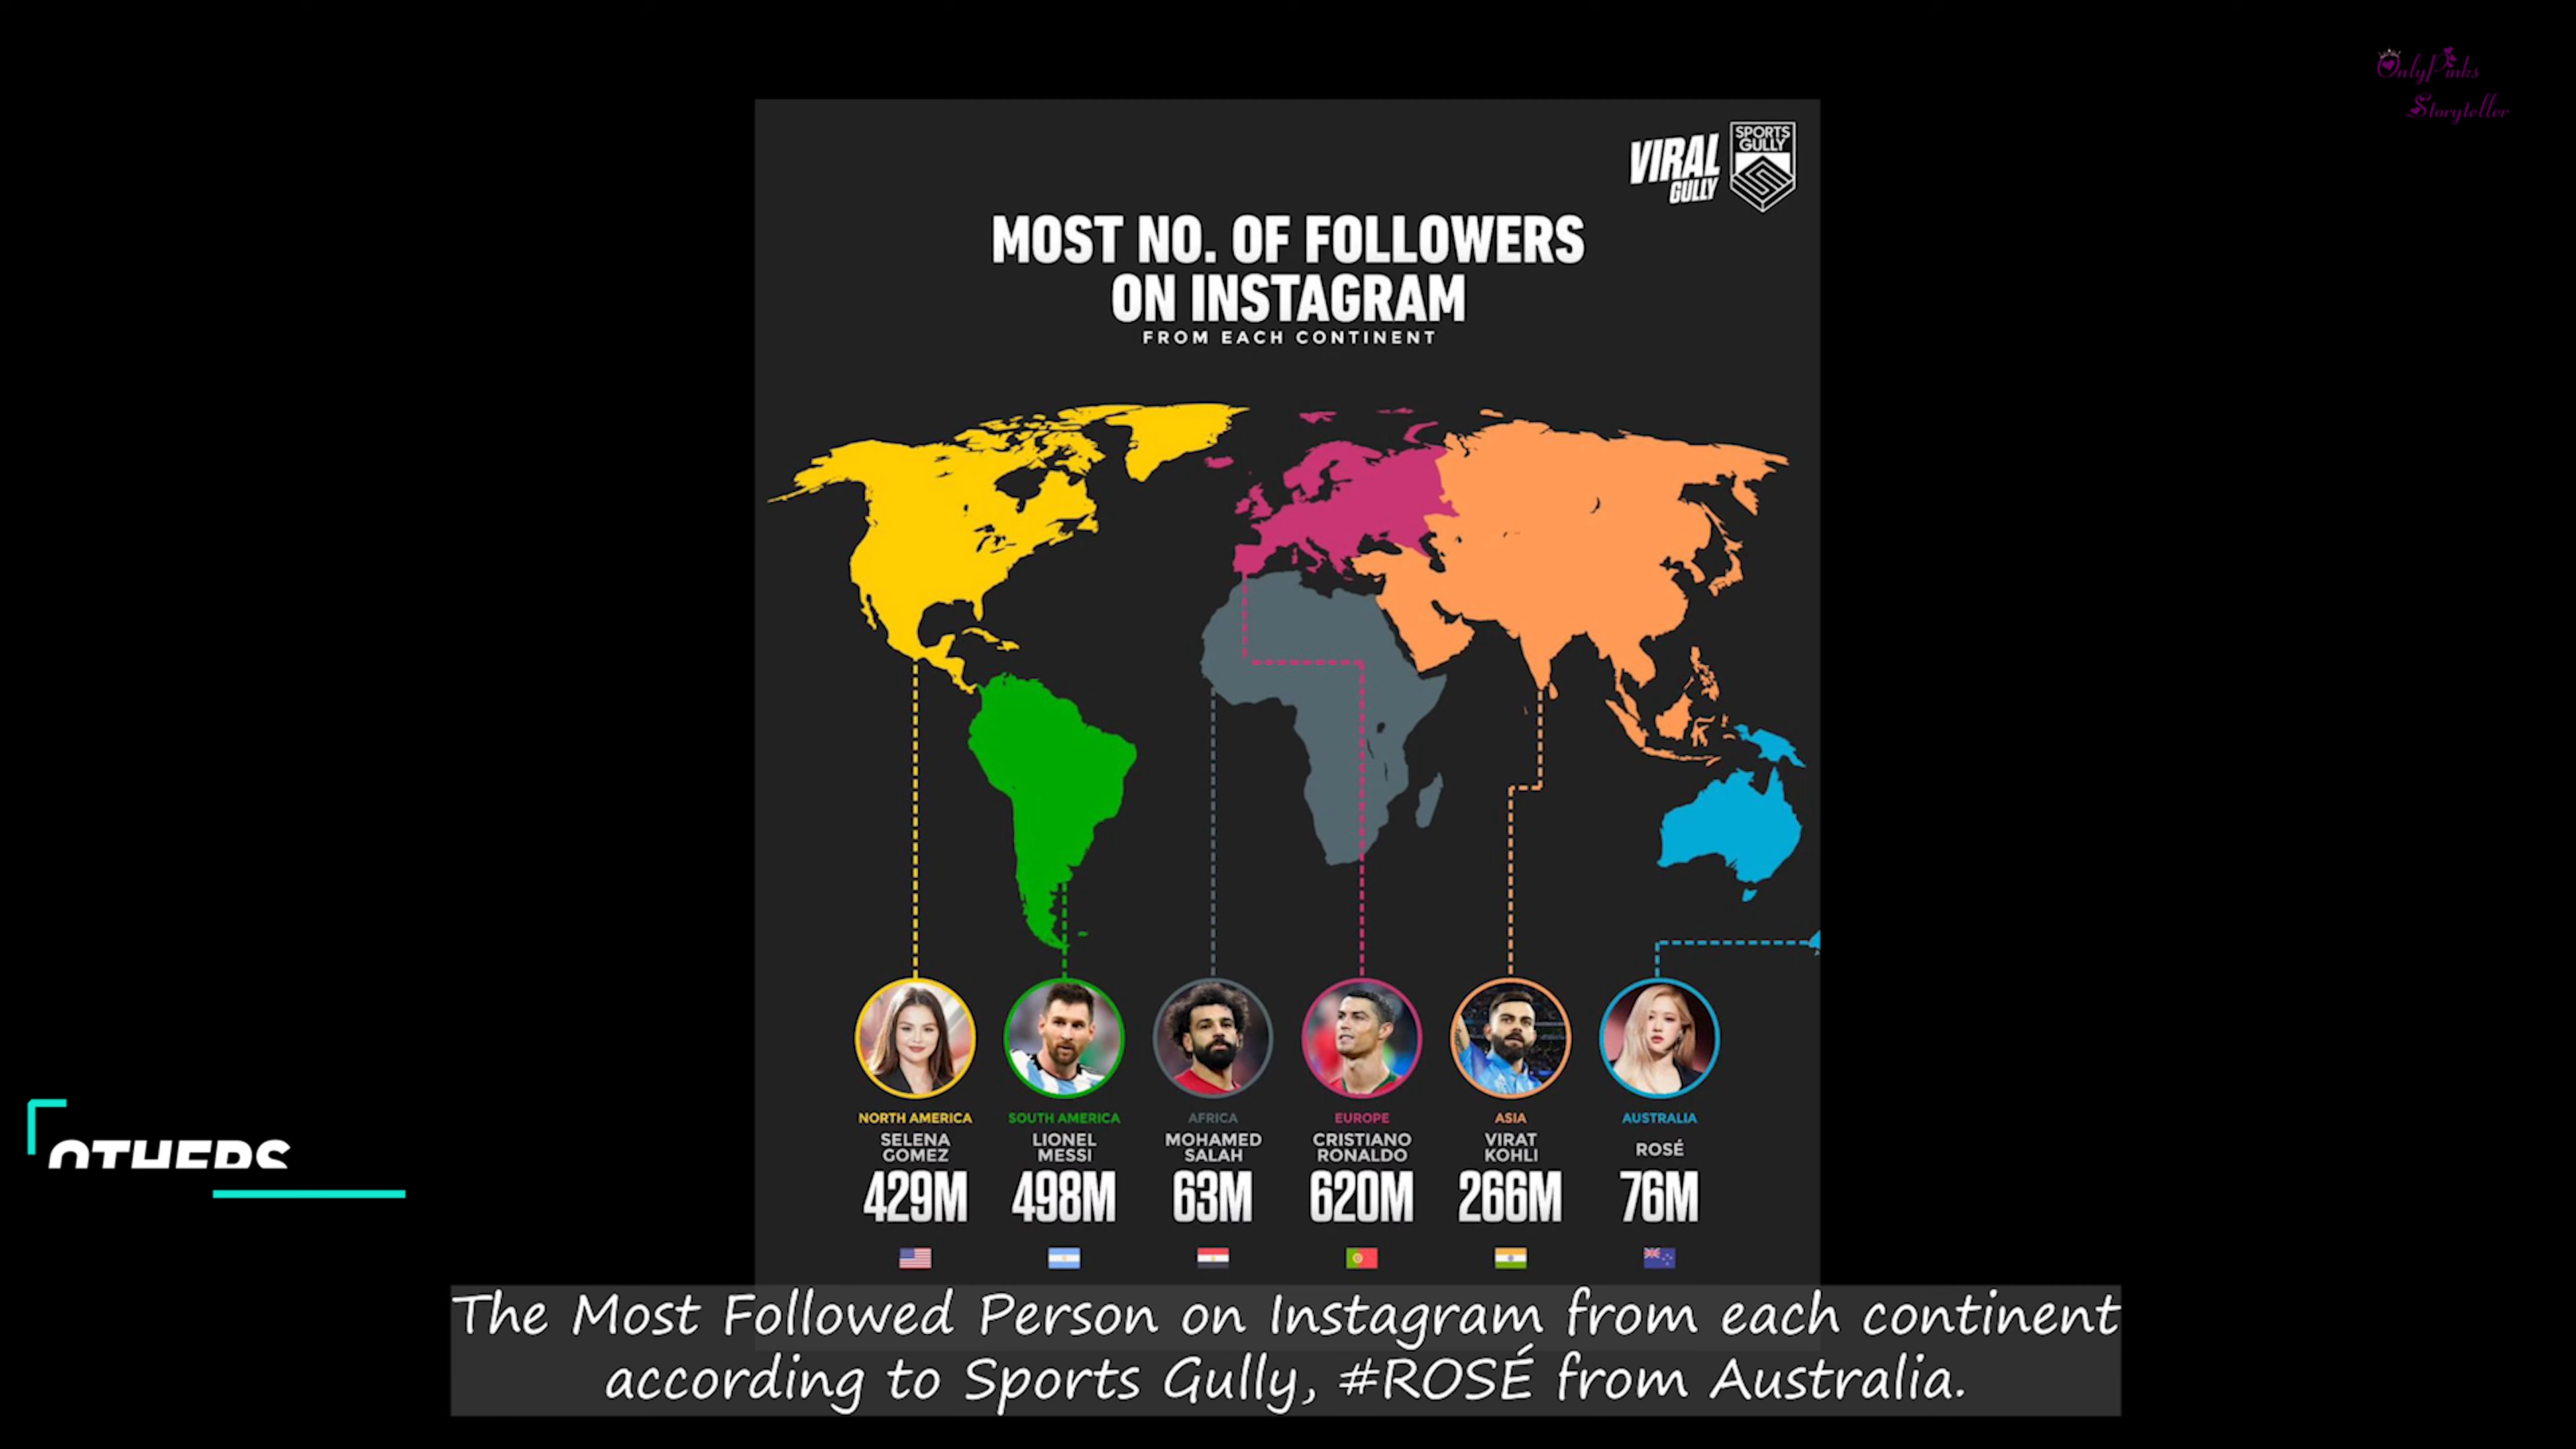 OnlyPinks
Storyteller
VIRAL
GULLY
SPORTS
GULLY
MOST NO. OF FOLLOWERS
ON INSTAGRAM
FROM EACH CONTINENT
NORTH AMERICA
SELENA
GOMEZ
429M
SOUTH AMERICA
LIONEL
MESSI
498M
AFRICA
MOHAMED
SALAH
63M
EUROPE
CRISTIANO
RONALDO
620M
ASIA
VIRAT
KOHLI
266M
AUSTRALIA
ROSÉ
76M
OTHERS
The Most Followed Person on Instagram from each continent
according to Sports Gully, #ROSÉ from Australia.